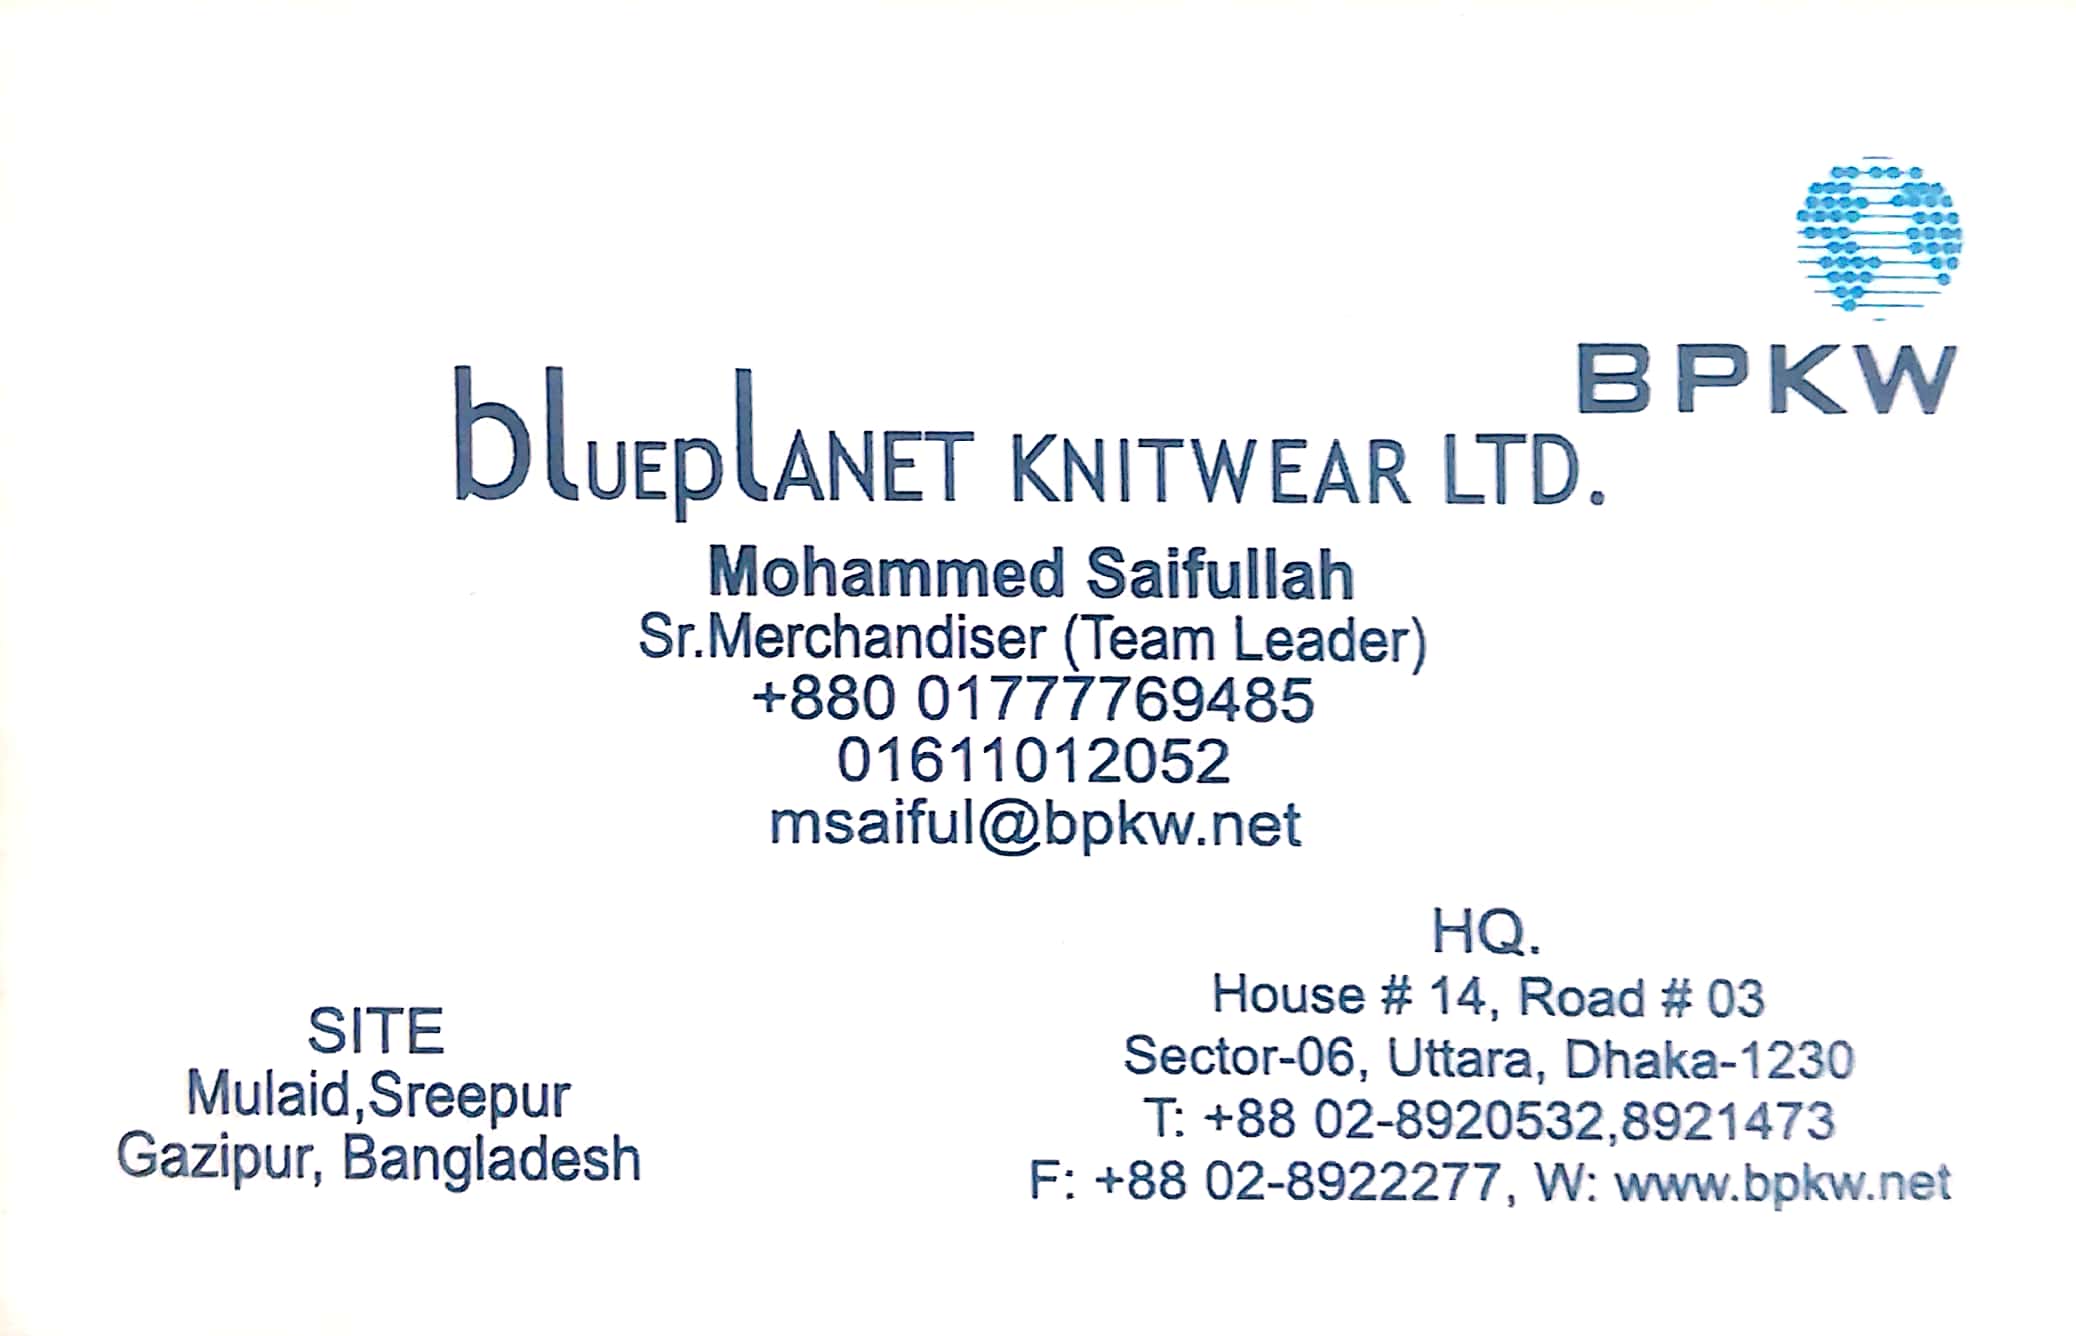 BPKW
bluEplANET KNITWEAR LTD.
Mohammed Saifullah
Sr.Merchandiser (Team Leader)
+880 01777769485
01611012052
msaiful@bpkw.net
SITE
Mulaid,Sreepur
Gazipur, Bangladesh
HQ.
House # 14, Road # 03
Sector-06, Uttara, Dhaka-1230
T: +88 02-8920532,8921473
F: +88 02-8922277, W: www.bpkw.net